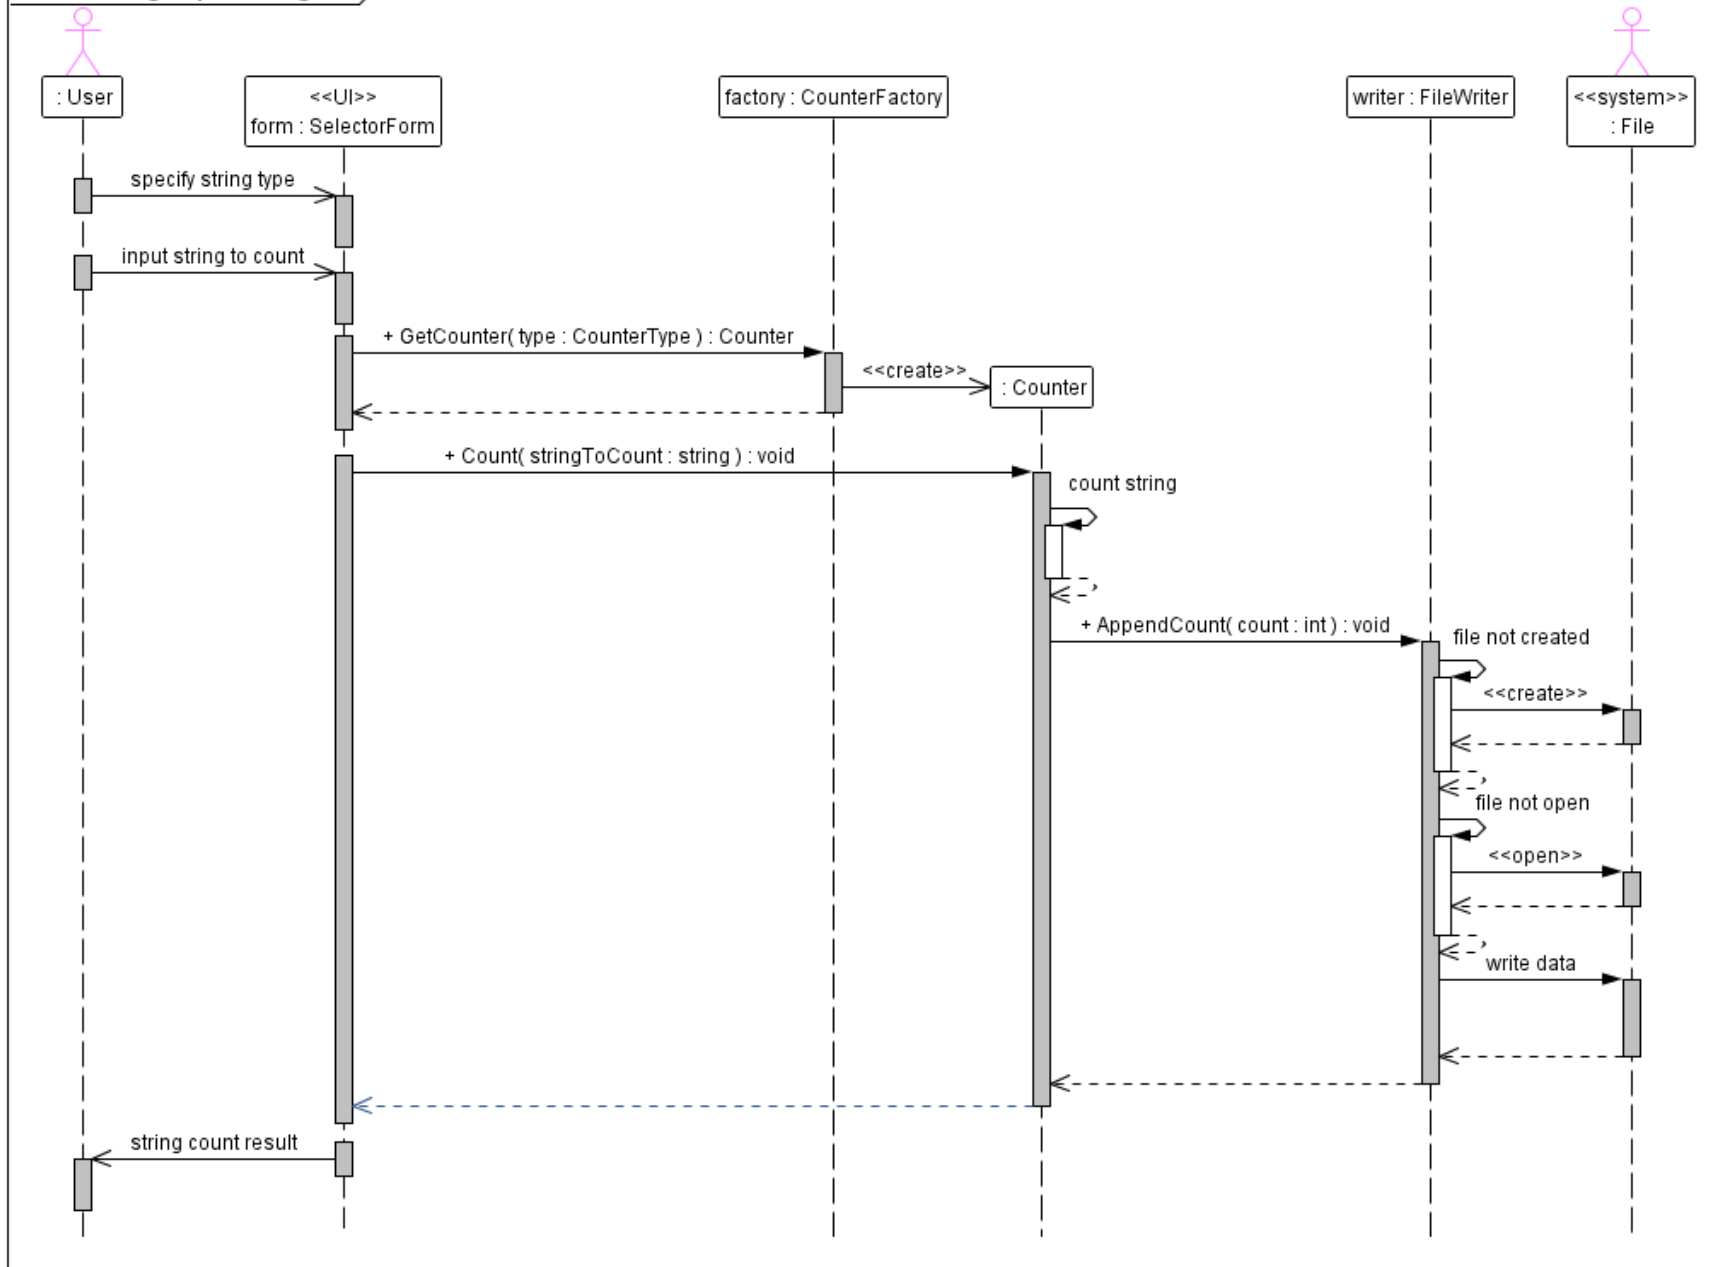 : User
<<UI>>
form : SelectorForm
factory : CounterFactory
writer : FileWriter
<<system>>
: File
specify string type
input string to count
+ GetCounter( type : CounterType ) : Counter
<<create>>
: Counter
+ Count( stringToCount : string ) : void
count string
+ AppendCount( count : int ) : void
file not created
<<create>>
file not open
<<open>>
write data
string count result